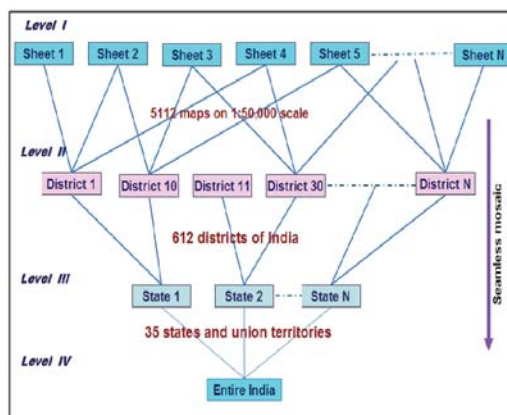 Level I
Sheet 1 Sheet 2 Sheet 3 Sheet 4 Sheet 5 Sheet N
5112 maps on 1:50,000 scale
Level II
District 1 District 10 District 11 District 30 District N
612 districts of India
Level III
State 1 State 2 State N
35 states and union territories
Level IV
Entire India
Seamless mosaic